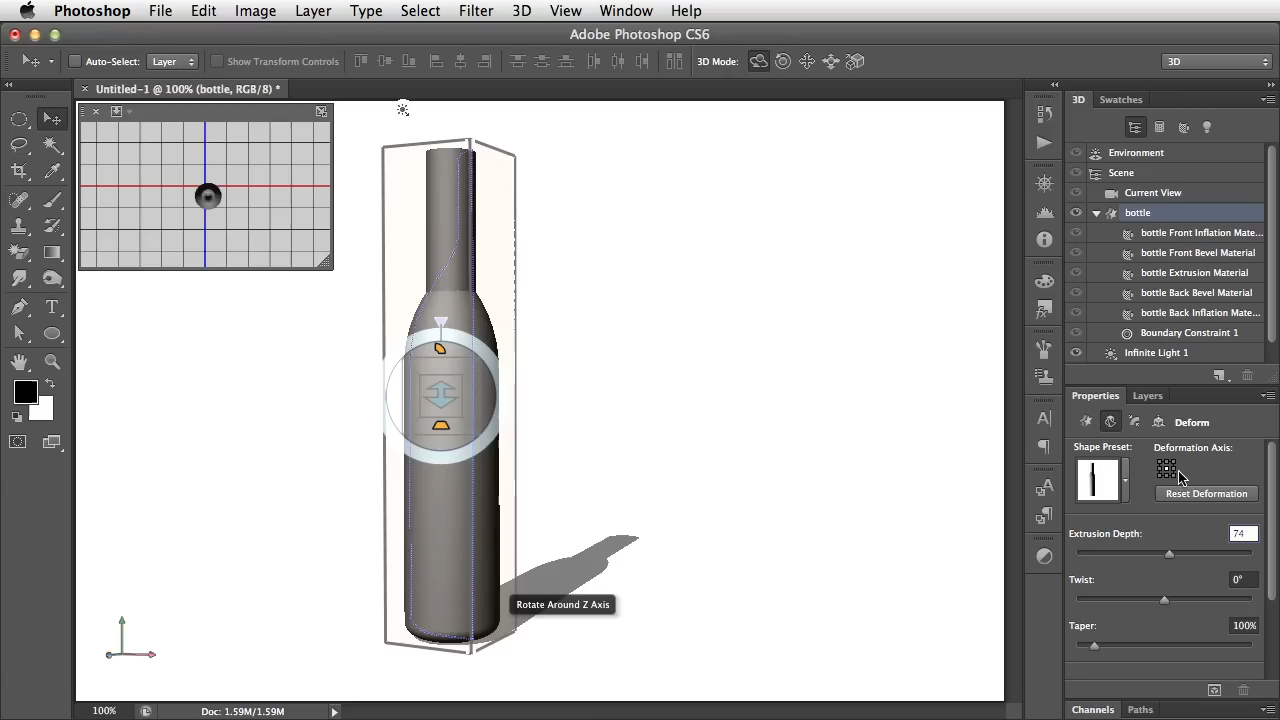 Photoshop File Edit Image Layer Type Select Filter 3D View Window Help
Adobe Photoshop CS6
Auto-Select: Layer Show Transform Controls 3D Mode: 3D
Untitled-1 @ 100% (bottle, RGB/8) *
3D Swatches
Environment
Scene
Current View
bottle
bottle Front Inflation Mate...
bottle Front Bevel Material
bottle Extrusion Material
bottle Back Bevel Material
bottle Back Inflation Mate...
Boundary Constraint 1
Infinite Light 1
Properties Layers
Deform
Shape Preset: Deformation Axis:
Reset Deformation
Extrusion Depth: 74
Twist: 0°
Rotate Around Z Axis
Taper: 100%
100% Doc: 1.59M/1.59M
Channels Paths